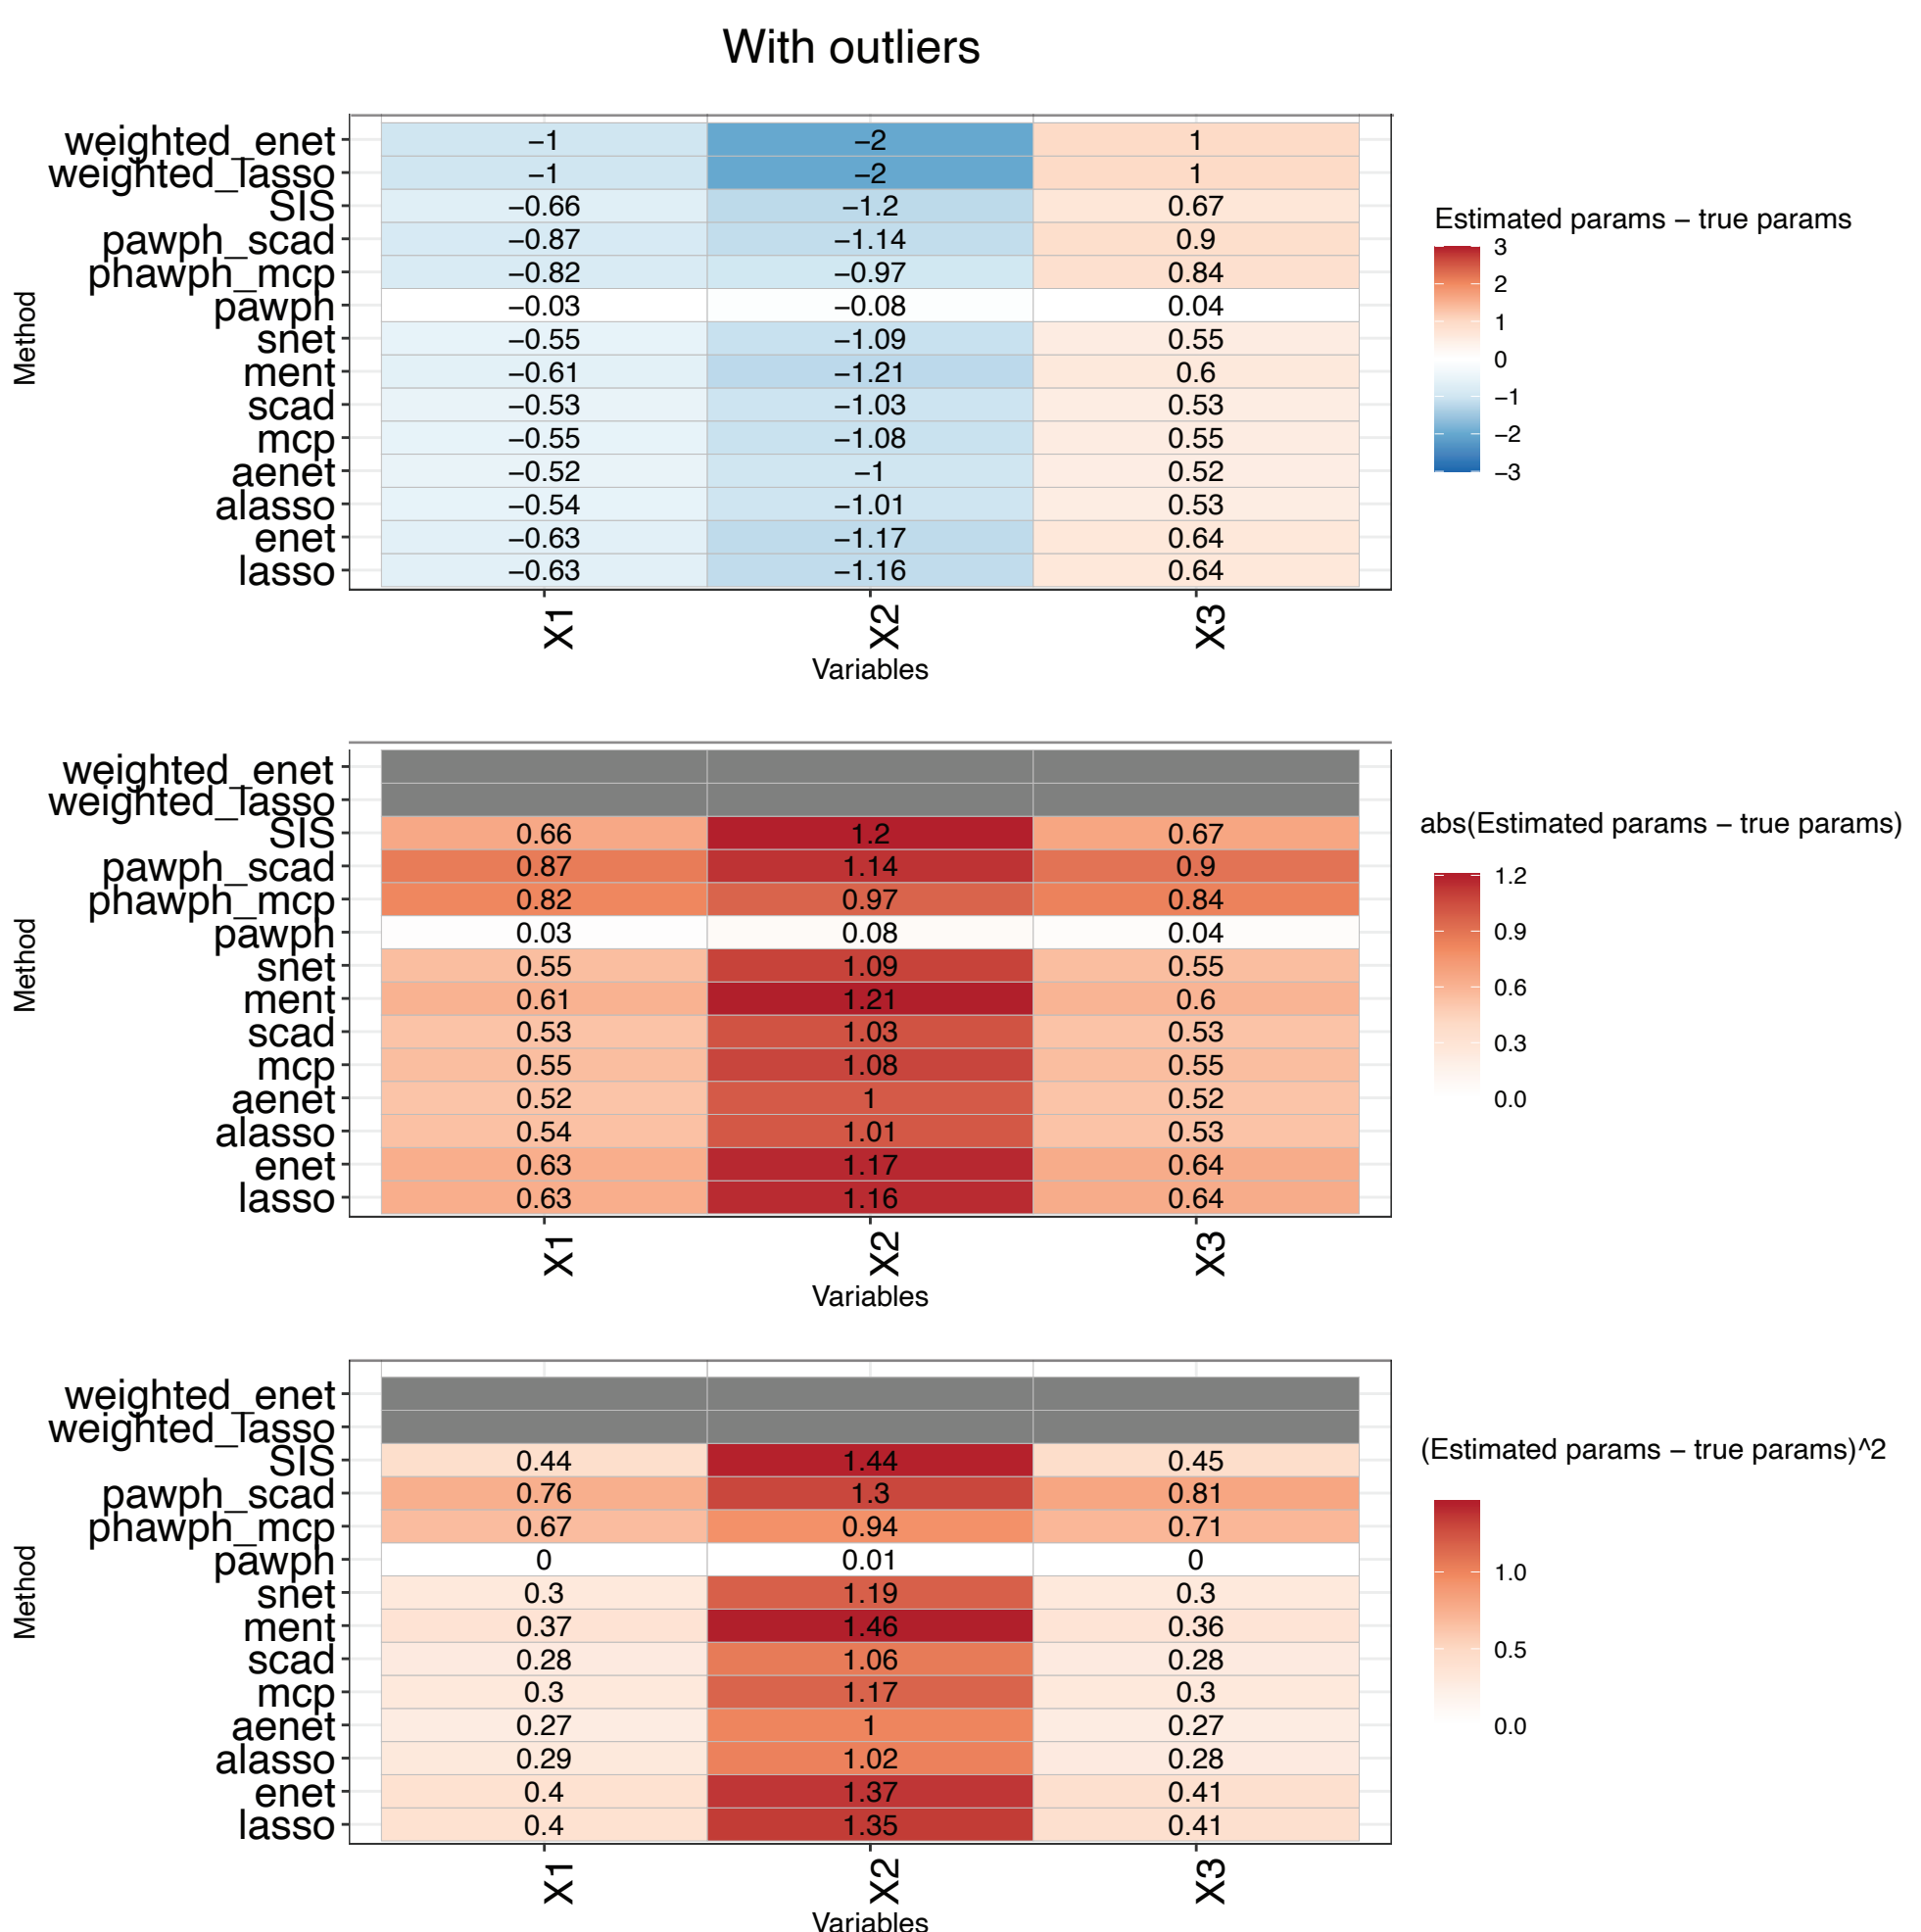 With outliers
weighted_enet −1 −2 1
weighted_lasso −1 −2 1
SIS −0.66 −1.2 0.67
pawph_scad −0.87 −1.14 0.9
phawph_mcp −0.82 −0.97 0.84
pawph −0.03 −0.08 0.04
snet −0.55 −1.09 0.55
ment −0.61 −1.21 0.6
scad −0.53 −1.03 0.53
mcp −0.55 −1.08 0.55
aenet −0.52 −1 0.52
alasso −0.54 −1.01 0.53
enet −0.63 −1.17 0.64
lasso −0.63 −1.16 0.64
Method
X1 X2 X3
Variables
Estimated params − true params
3
2
1
0
−1
−2
−3
weighted_enet
weighted_lasso
SIS 0.66 1.2 0.67
pawph_scad 0.87 1.14 0.9
phawph_mcp 0.82 0.97 0.84
pawph 0.03 0.08 0.04
snet 0.55 1.09 0.55
ment 0.61 1.21 0.6
scad 0.53 1.03 0.53
mcp 0.55 1.08 0.55
aenet 0.52 1 0.52
alasso 0.54 1.01 0.53
enet 0.63 1.17 0.64
lasso 0.63 1.16 0.64
Method
X1 X2 X3
Variables
abs(Estimated params − true params)
1.2
0.9
0.6
0.3
0.0
weighted_enet
weighted_lasso
SIS 0.44 1.44 0.45
pawph_scad 0.76 1.3 0.81
phawph_mcp 0.67 0.94 0.71
pawph 0 0.01 0
snet 0.3 1.19 0.3
ment 0.37 1.46 0.36
scad 0.28 1.06 0.28
mcp 0.3 1.17 0.3
aenet 0.27 1 0.27
alasso 0.29 1.02 0.28
enet 0.4 1.37 0.41
lasso 0.4 1.35 0.41
Method
X1 X2 X3
Variables
(Estimated params − true params)^2
1.0
0.5
0.0